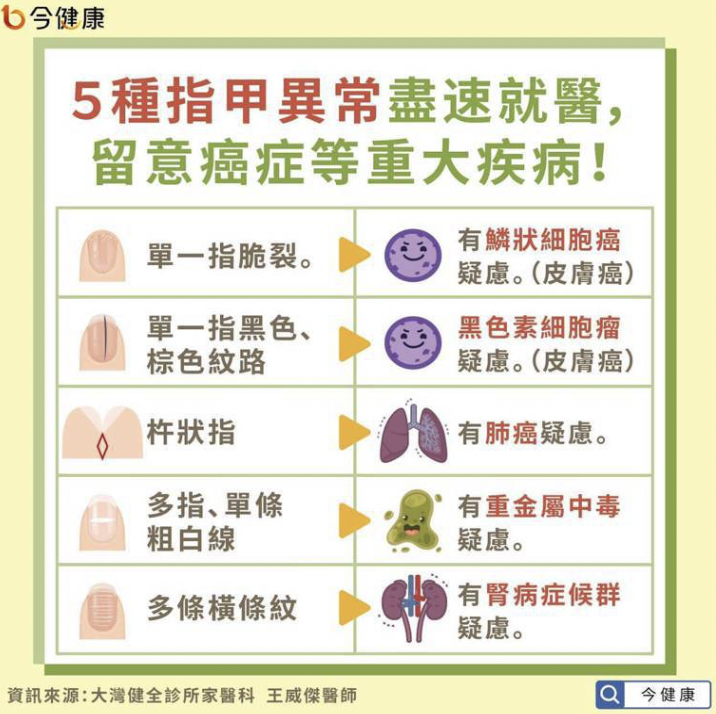 今健康
5種指甲異常盡速就醫,
留意癌症等重大疾病!
單一指脆裂。
有鱗狀細胞癌
疑慮。(皮膚癌)
單一指黑色、
棕色紋路
黑色素細胞瘤
疑慮。(皮膚癌)
杵狀指
有肺癌疑慮。
多指、單條
粗白線
有重金屬中毒
疑慮。
多條橫條紋
有腎病症候群
疑慮。
資訊來源:大灣健全診所家醫科 王威傑醫師
今健康